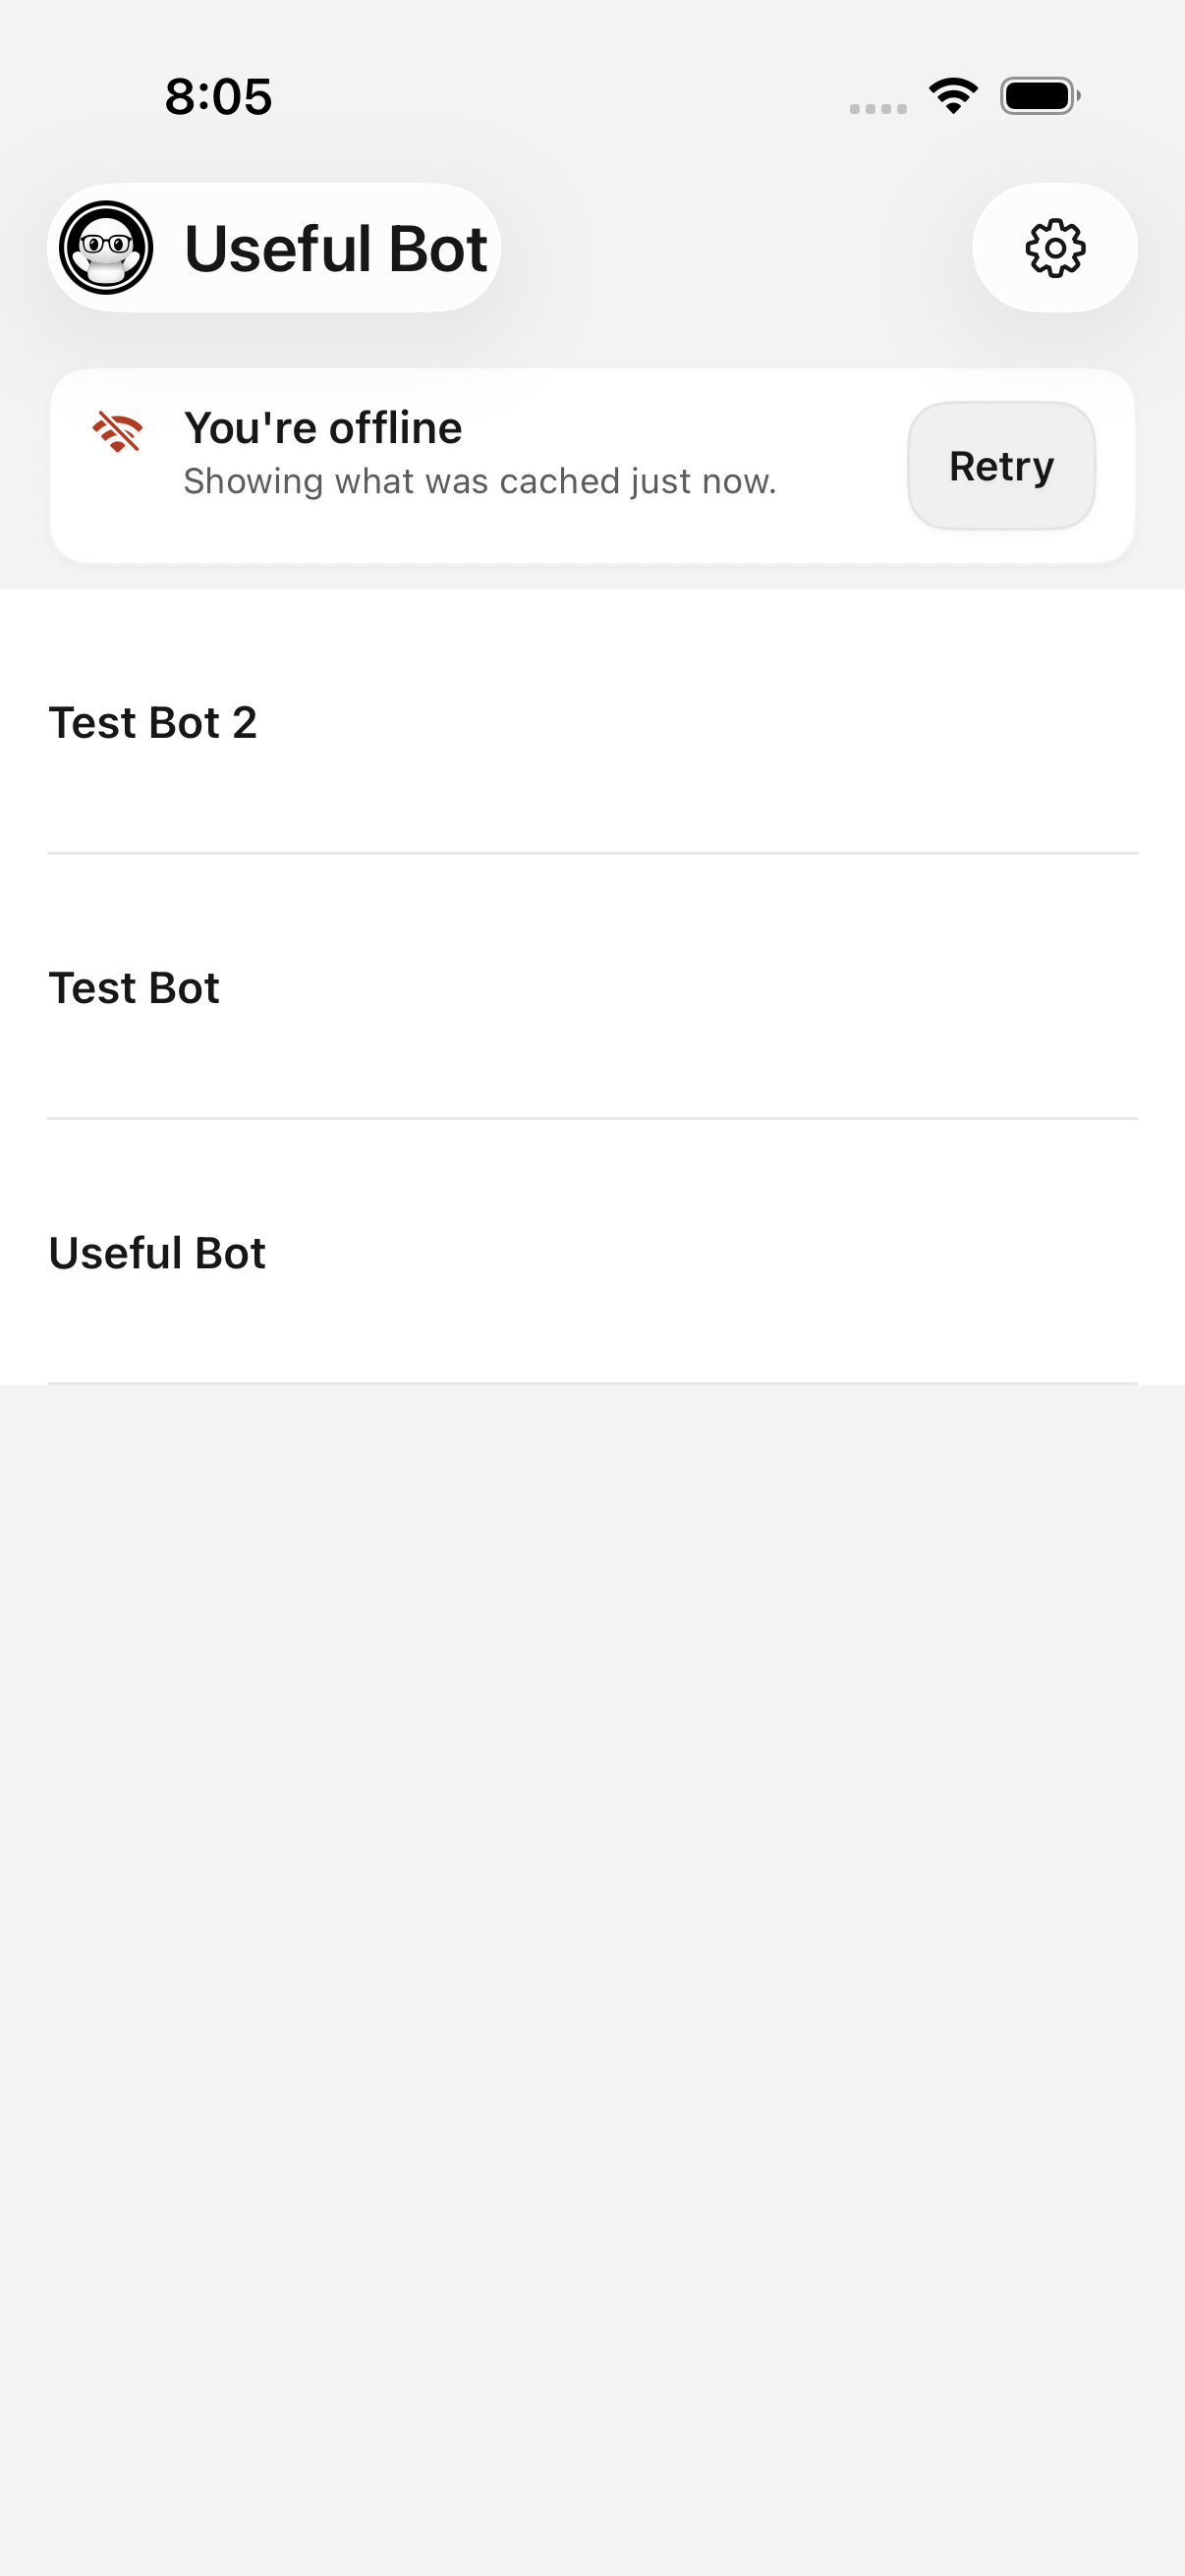 8:05
Useful Bot
You're offline
Showing what was cached just now.
Retry
Test Bot 2
Test Bot
Useful Bot